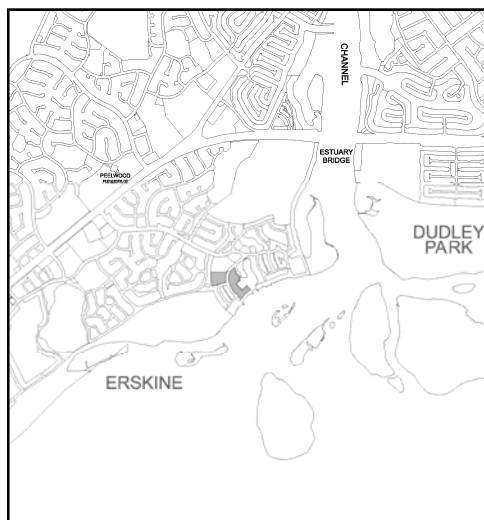 CHANNEL
ESTUARY
BRIDGE
PEELWOOD
RESERVE
DUDLEY
PARK
ERSKINE